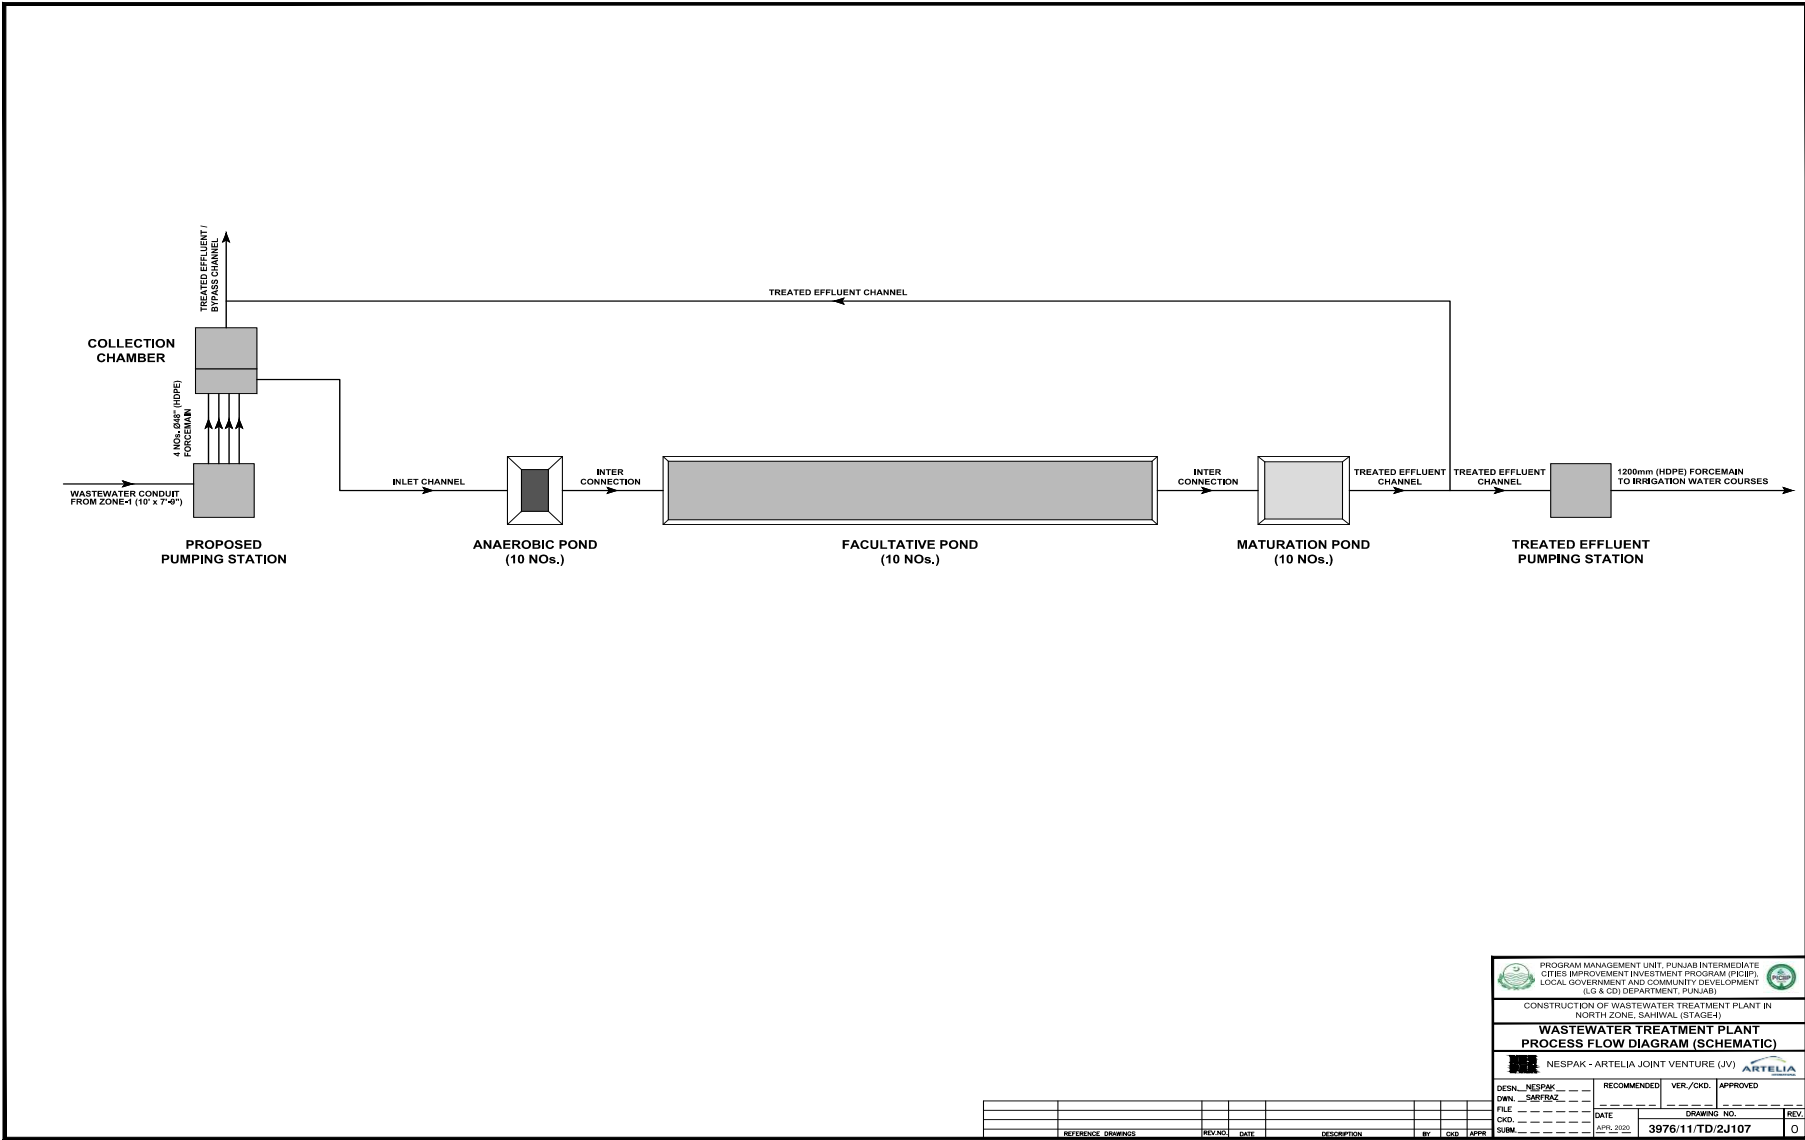 TREATED EFFLUENT /
BYPASS CHANNEL
TREATED EFFLUENT CHANNEL
COLLECTION
CHAMBER
4 NOs. Ø48" (HDPE)
FORCEMAIN
WASTEWATER CONDUIT
FROM ZONE-1 (10' x 7'-9")
PROPOSED
PUMPING STATION
INLET CHANNEL
ANAEROBIC POND
(10 NOs.)
INTER
CONNECTION
FACULTATIVE POND
(10 NOs.)
INTER
CONNECTION
MATURATION POND
(10 NOs.)
TREATED EFFLUENT
CHANNEL
TREATED EFFLUENT
CHANNEL
TREATED EFFLUENT
PUMPING STATION
1200mm (HDPE) FORCEMAIN
TO IRRIGATION WATER COURSES
PROGRAM MANAGEMENT UNIT, PUNJAB INTERMEDIATE
CITIES IMPROVEMENT INVESTMENT PROGRAM (PICIIP),
LOCAL GOVERNMENT AND COMMUNITY DEVELOPMENT
(LG & CD) DEPARTMENT, PUNJAB)
PICIIP
CONSTRUCTION OF WASTEWATER TREATMENT PLANT IN
NORTH ZONE, SAHIWAL (STAGE-I)
WASTEWATER TREATMENT PLANT
PROCESS FLOW DIAGRAM (SCHEMATIC)
NESPAK - ARTELIA JOINT VENTURE (JV)
ARTELIA
DESN. NESPAK
DWN. SARFRAZ
FILE
CKD.
SUBM.
RECOMMENDED VER./CKD. APPROVED
DATE DRAWING NO. REV.
APR. 2020 3976/11/TD/2J107 0
REFERENCE DRAWINGS REV.NO. DATE DESCRIPTION BY CKD APPR